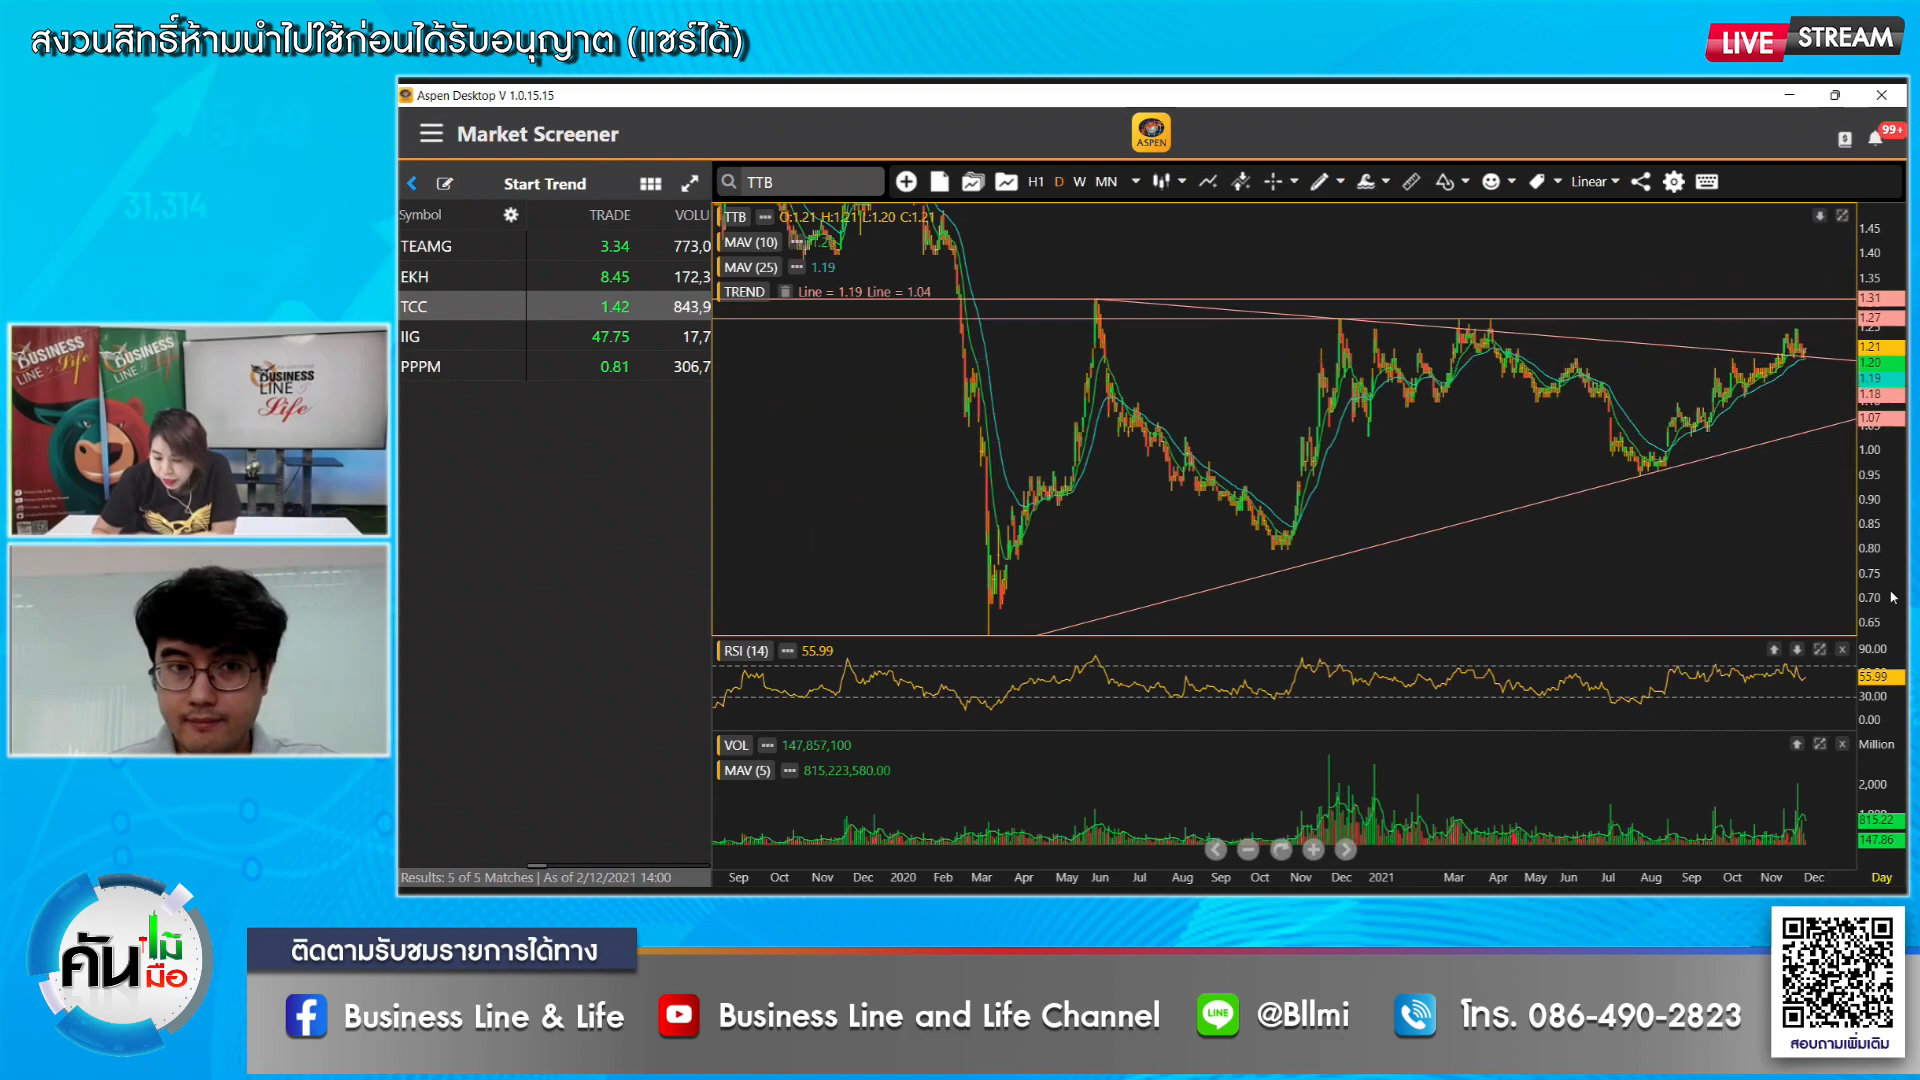 สงวนสิทธิ์ห้ามนำไปใช้ก่อนได้รับอนุญาต (แชร์ได้)
LIVE STREAM
Aspen Desktop V 1.0.15.15
Market Screener
ASPEN
99+
Start Trend
TTB
H1 D W MN
Linear
Symbol TRADE VOLU
TEAMG 3.34 773,0
EKH 8.45 172,3
TCC 1.42 843,9
IIG 47.75 17,7
PPPM 0.81 306,7
Results: 5 of 5 Matches | As of 2/12/2021 14:00
TTB O:1.21 H:1.21 L:1.20 C:1.21
MAV (10)
MAV (25) 1.19
TREND Line = 1.19 Line = 1.04
1.45
1.40
1.35
1.31
1.27
1.25
1.21
1.20
1.19
1.18
1.07
1.00
0.95
0.90
0.85
0.80
0.75
0.70
0.65
RSI (14) 55.99
90.00
55.99
30.00
0.00
VOL 147,857,100
MAV (5) 815,223,580.00
Million
2,000
815.22
147.86
Sep Oct Nov Dec 2020 Feb Mar Apr May Jun Jul Aug Sep Oct Nov Dec 2021 Mar Apr May Jun Jul Aug Sep Oct Nov Dec Day
BUSINESS LINE Life
BUSINESS LINE Life
BUSINESS LINE Life
คันไม้มือ
ติดตามรับชมรายการได้ทาง
Business Line & Life
Business Line and Life Channel
LINE @Bllmi
โทร. 086-490-2823
สอบถามเพิ่มเติม